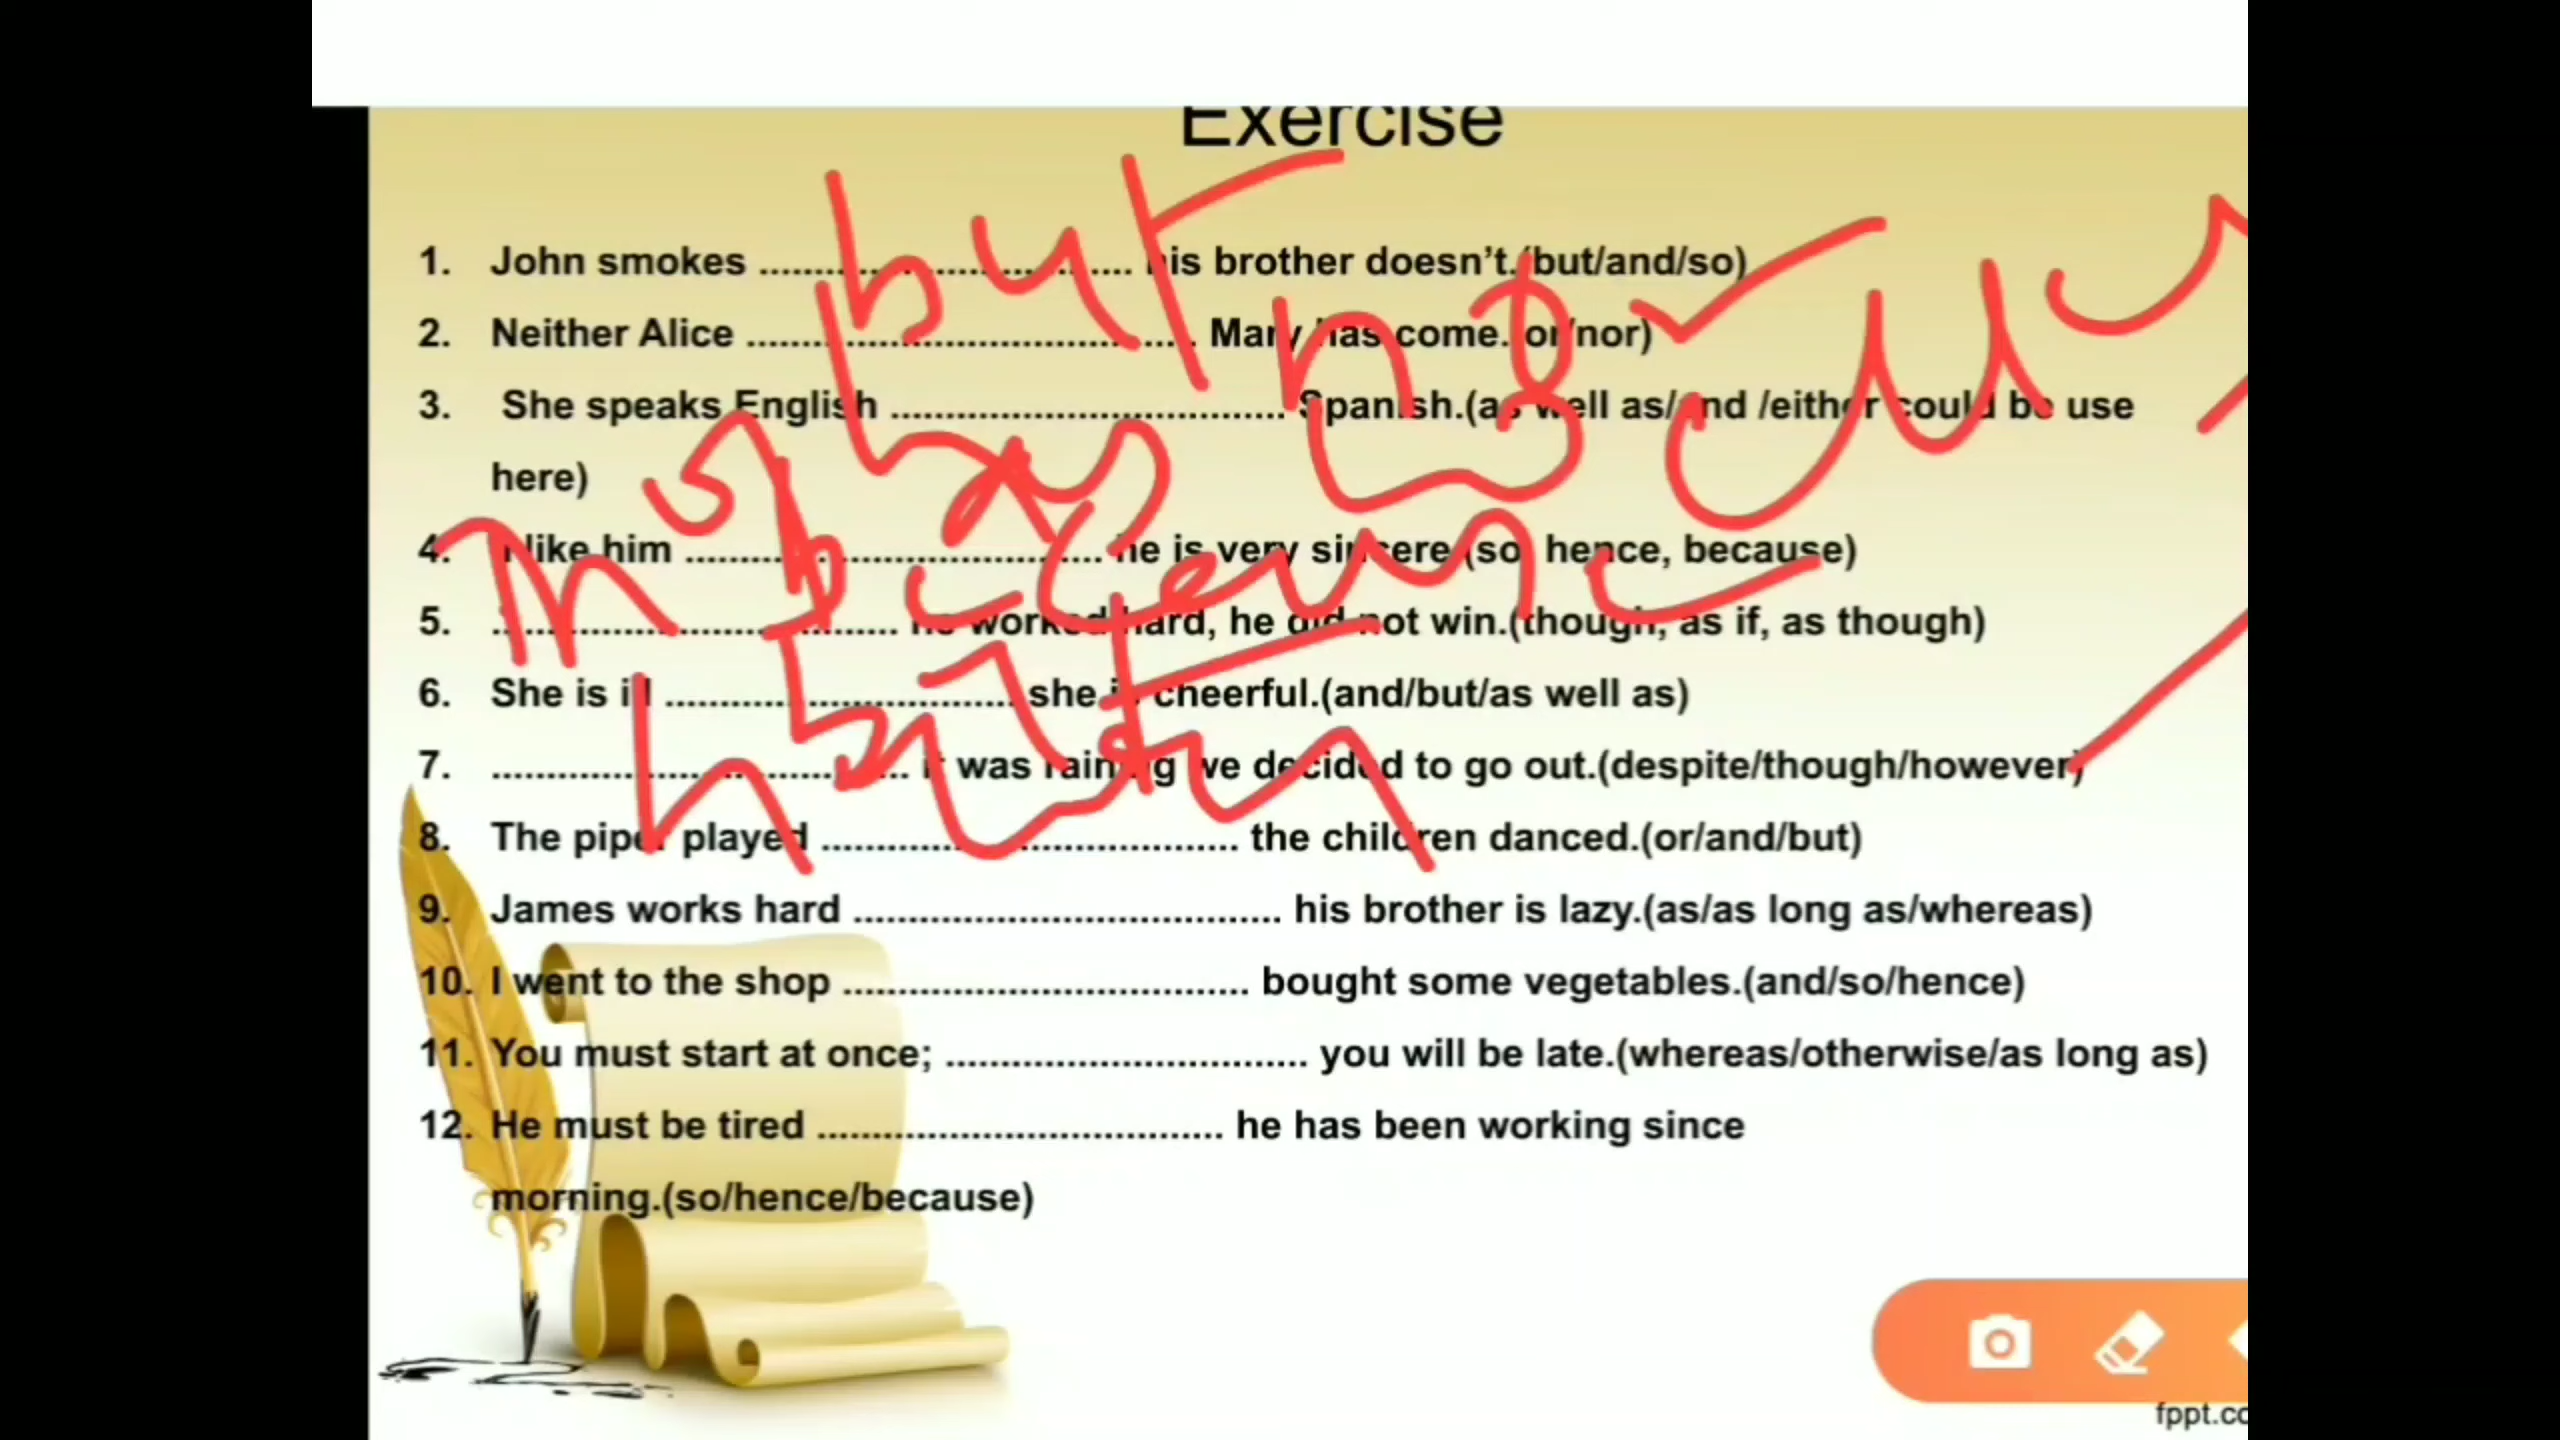 Exercise
1. John smokes .................................. his brother doesn't.(but/and/so)
2. Neither Alice ......................................... Mary has come.(or/nor)
3. She speaks English .................................... Spanish.(as well as/and /either could be use
here)
4. I like him ...................................... he is very sincere.(so, hence, because)
5. ..................................... he worked hard, he did not win.(though, as if, as though)
6. She is ill ................................ she is cheerful.(and/but/as well as)
7. ...................................... it was raining we decided to go out.(despite/though/however)
8. The piper played ...................................... the children danced.(or/and/but)
9. James works hard ....................................... his brother is lazy.(as/as long as/whereas)
10. I went to the shop ..................................... bought some vegetables.(and/so/hence)
11. You must start at once; ................................. you will be late.(whereas/otherwise/as long as)
12. He must be tired ..................................... he has been working since
morning.(so/hence/because)
but